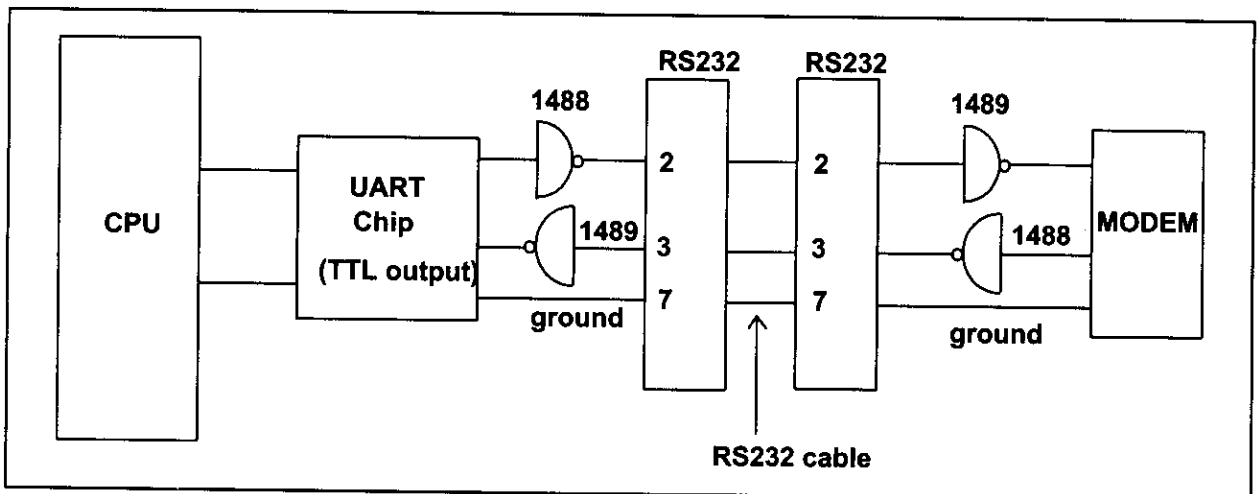 CPU
UART
Chip
(TTL output)
1488
1489
ground
RS232
2
3
7
RS232
2
3
7
RS232 cable
1489
1488
ground
MODEM